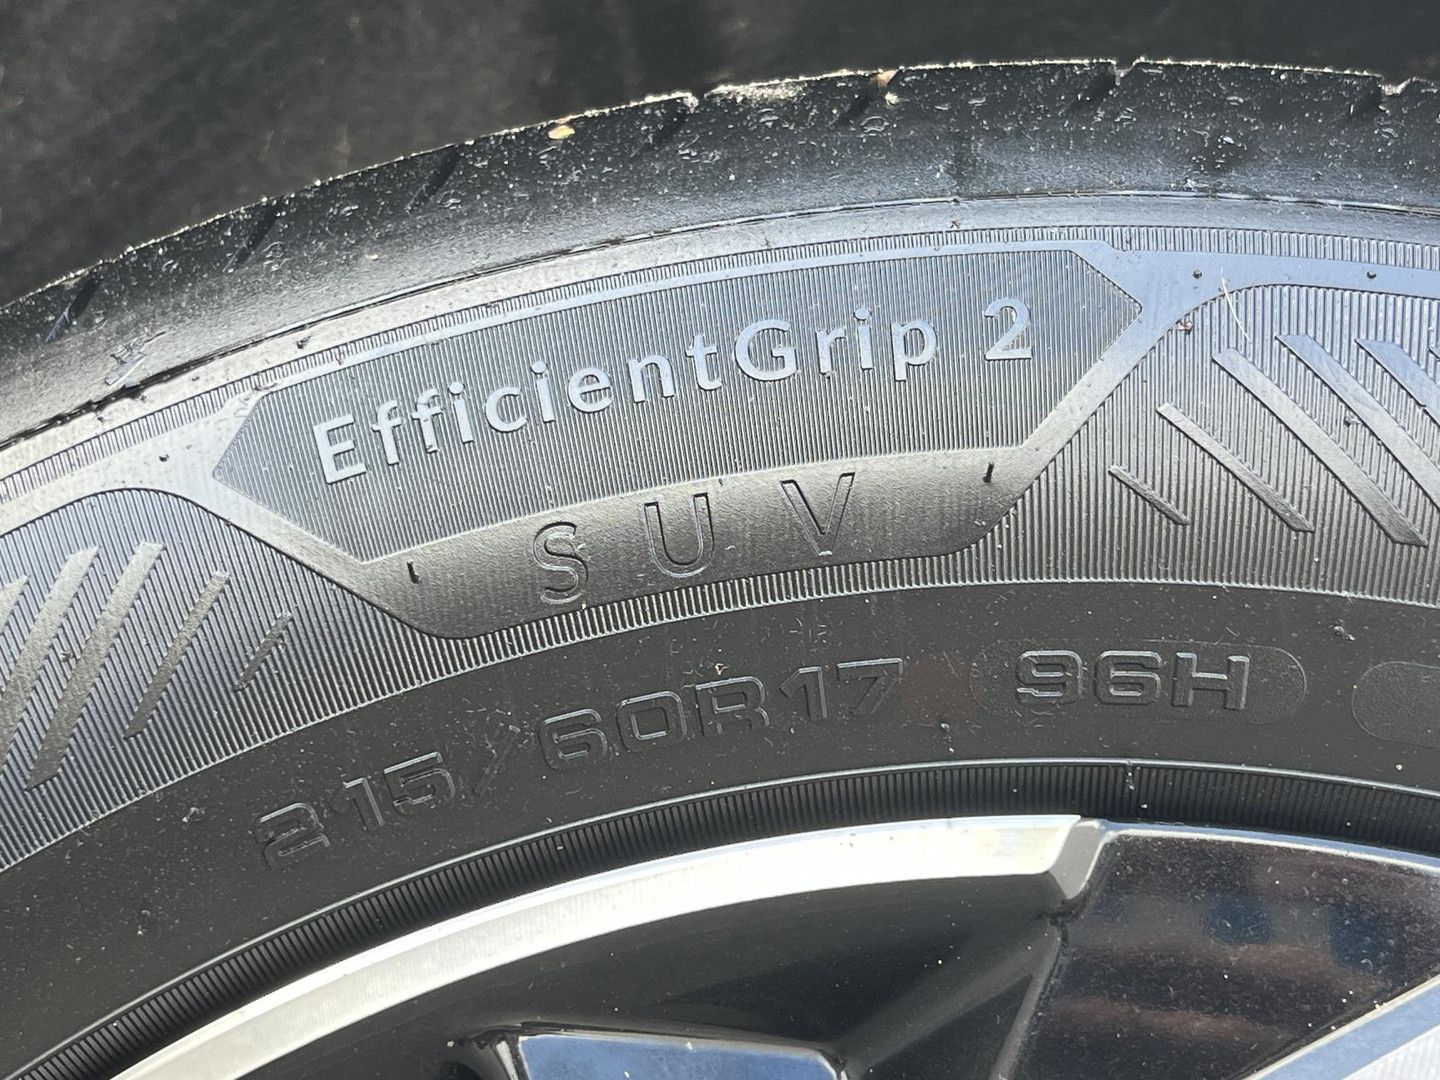 EfficientGrip 2
SUV
215/60R17 96H